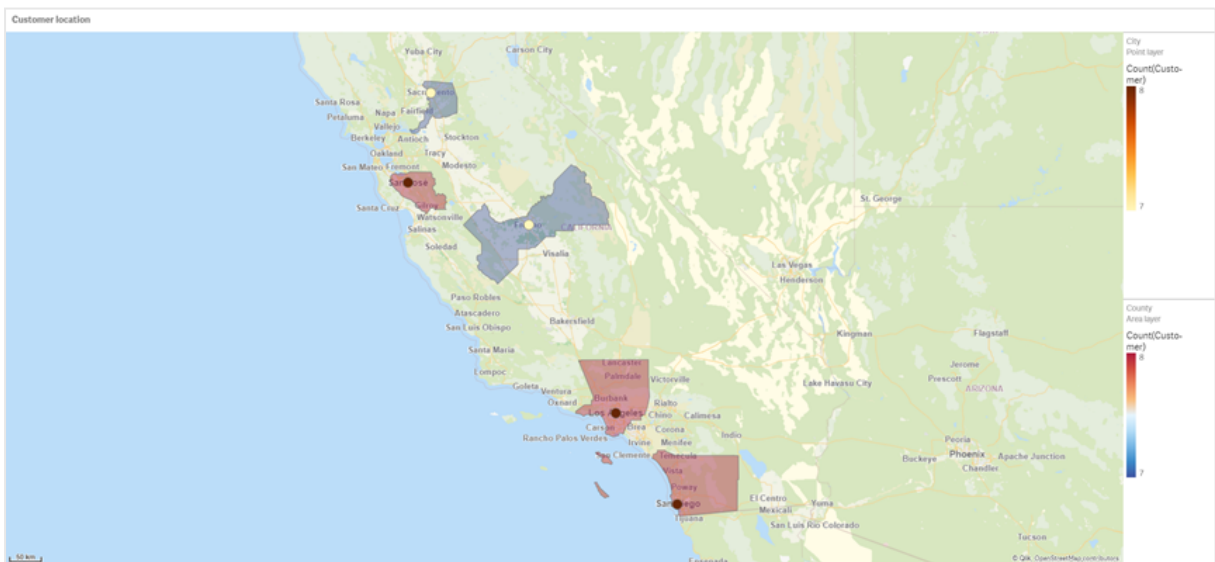 Customer location
City
Point layer
Count(Custo-
mer)
8
7
County
Area layer
Count(Custo-
mer)
8
7
Yuba City
Carson City
Santa Rosa
Napa
Fairfield
Petaluma
Vallejo
Berkeley
Antioch
Stockton
Oakland
Tracy
San Mateo
Fremont
Modesto
San Jose
Gilroy
Santa Cruz
Watsonville
Salinas
Soledad
CALIFORNIA
Visalia
St. George
Las Vegas
Henderson
Paso Robles
Atascadero
San Luis Obispo
Bakersfield
Santa Maria
Lompoc
Goleta
Ventura
Oxnard
Lancaster
Palmdale
Victorville
Burbank
Rialto
Los Angeles
Chino
Calimesa
Carson
Brea
Corona
Rancho Palos Verdes
Irvine
Menifee
Indio
San Clemente
Temecula
Vista
Poway
San Diego
Tijuana
El Centro
Mexicali
Yuma
San Luis Rio Colorado
Ensenada
Kingman
Flagstaff
Lake Havasu City
Jerome
Prescott
ARIZONA
Peoria
Buckeye
Phoenix
Apache Junction
Chandler
Tucson
50 km
© Qlik, OpenStreetMap contributors